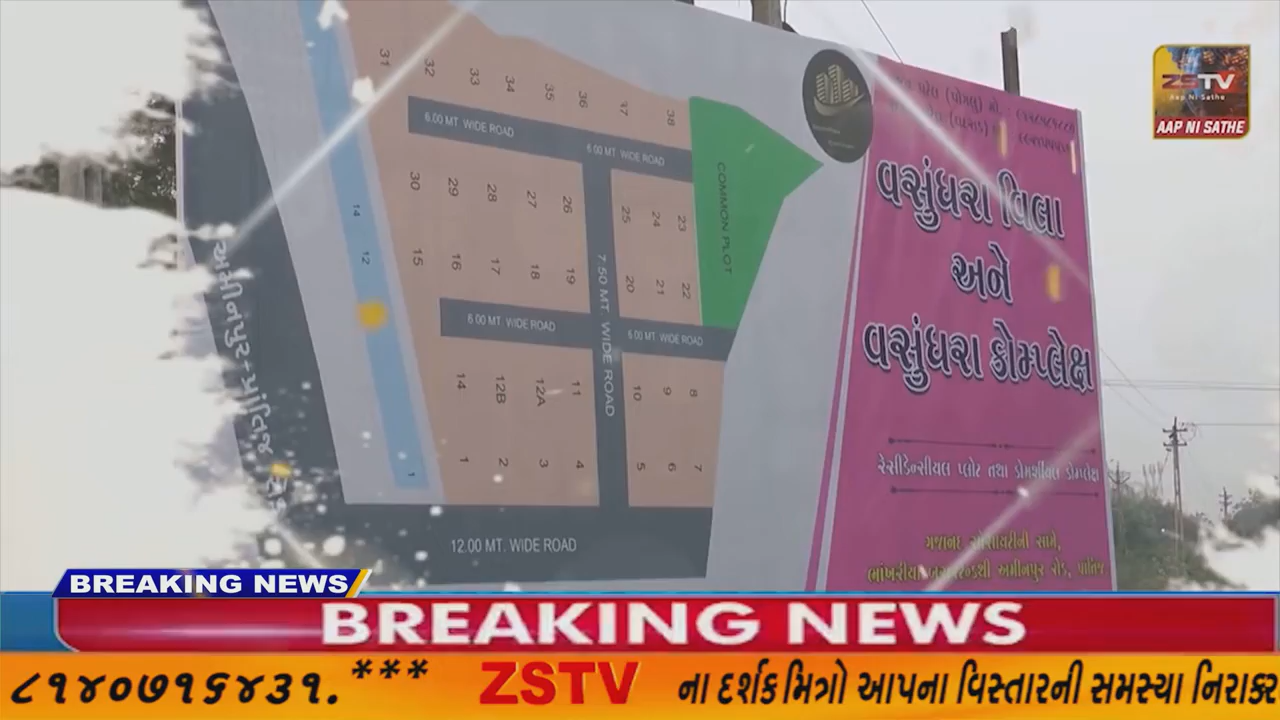 31 32 33 34 35 36 37 38
6.00 MT. WIDE ROAD
6.00 MT. WIDE ROAD
COMMON PLOT
30 29 28 27 26 25 24 23
14
12
15 16 17 18 19 20 21 22
7.50 MT. WIDE ROAD
6.00 MT. WIDE ROAD
6.00 MT. WIDE ROAD
14 12B 12A 11 10 9 8
1
1 2 3 4 5 6 7
12.00 MT. WIDE ROAD
વસુંધરા વિલા
અને
વસુંધરા કોમ્પ્લેક્ષ
રેસીડેન્સીયલ પ્લોટ તથા કોમર્શીયલ કોમ્પ્લેક્ષ
ગજાનંદ સોસાયટીની સામે,
અમીનપુર રોડ,
ZSTV
Aap Ni Sathe
AAP NI SATHE
BREAKING NEWS
BREAKING NEWS
૮૧૪૦૭૧૬૪૩૧. *** ZSTV ના દર્શક મિત્રો આપના વિસ્તારની સમસ્યા નિરાકર